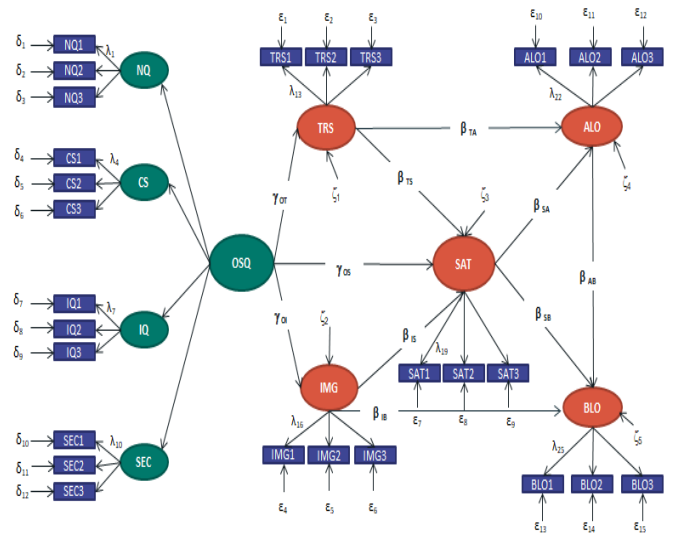 ε1 ε2 ε3 ε10 ε11 ε12
δ1 NQ1 λ1
δ2 NQ2 NQ
δ3 NQ3
TRS1 TRS2 TRS3
ALO1 ALO2 ALO3
λ13 λ22
TRS β TA ALO
δ4 CS1 λ4
δ5 CS2 CS
δ6 CS3
ζ1 β TS ζ3 ζ4
γ OT β SA
OSQ γ OS SAT
β AB
δ7 IQ1 λ7
δ8 IQ2 IQ
δ9 IQ3
γ OI ζ2 β IS λ19 β SB
SAT1 SAT2 SAT3
IMG
λ16 β IB BLO
ε7 ε8 ε9
ζ5
δ10 SEC1 λ10
δ11 SEC2 SEC
δ12 SEC3
IMG1 IMG2 IMG3
λ25
BLO1 BLO2 BLO3
ε4 ε5 ε6
ε13 ε14 ε15